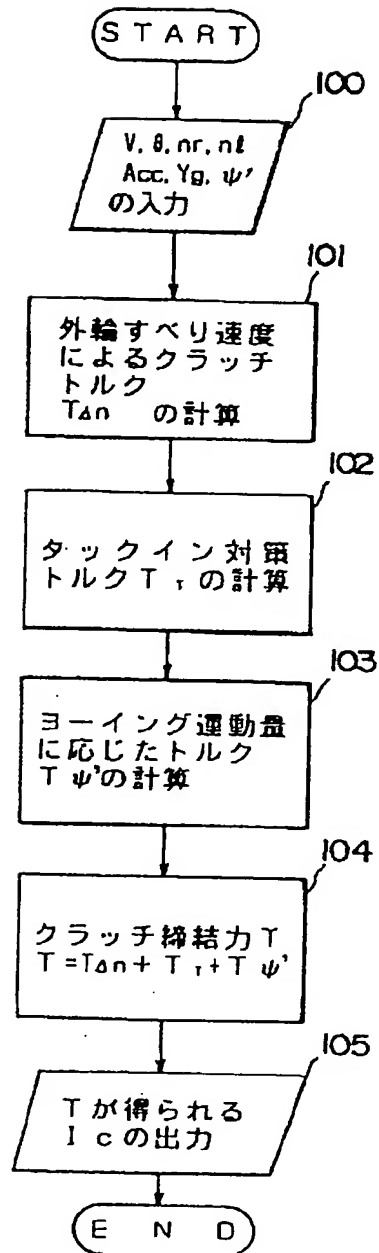 START
100
V, θ, nr, nℓ
Acc, Yg, ψ'
の入力
101
外輪すべり速度
によるクラッチ
トルク
TΔn の計算
102
タックイン対策
トルクTτの計算
103
ヨーイング運動量
に応じたトルク
Tψ'の計算
104
クラッチ締結力T
T=TΔn+Tτ+Tψ'
105
Tが得られる
Icの出力
END